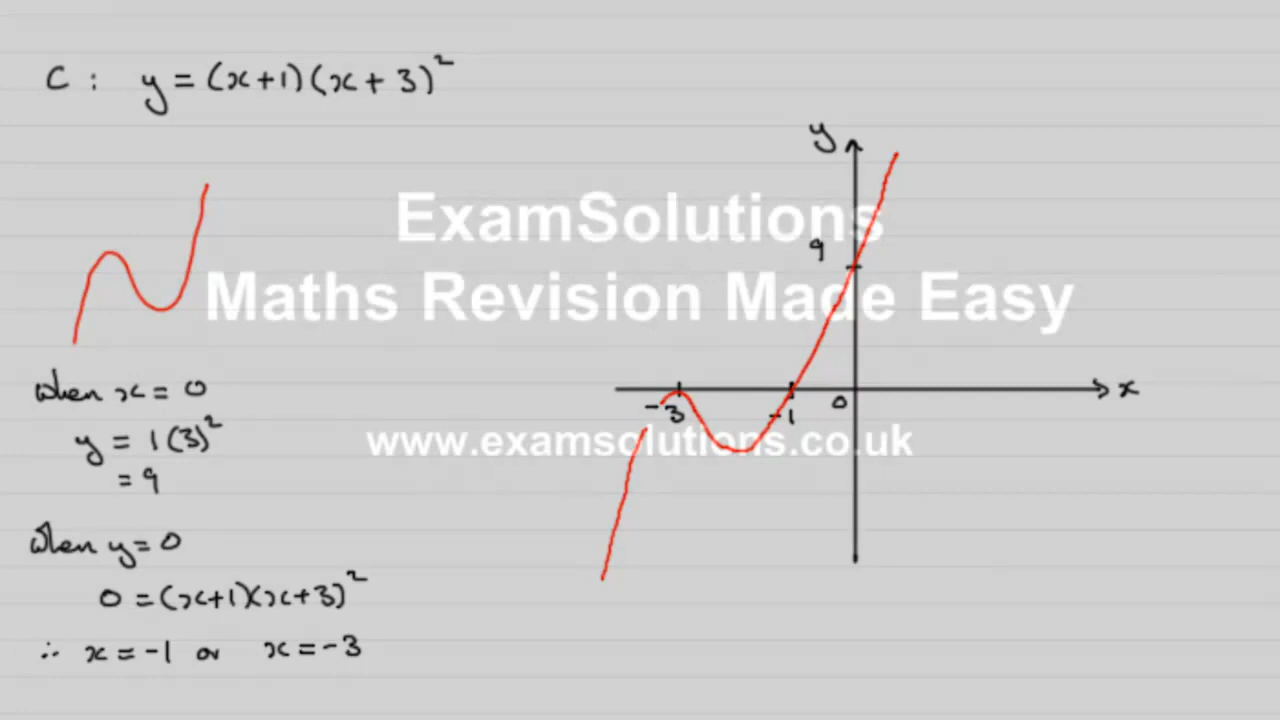 C : y = (x+1)(x+3)²
ExamSolutions
Maths Revision Made Easy
www.examsolutions.co.uk
When x = 0
y = 1(3)²
= 9
When y = 0
0 = (x+1)(x+3)²
∴ x = -1 or x = -3
y
9
-3
-1
0
x